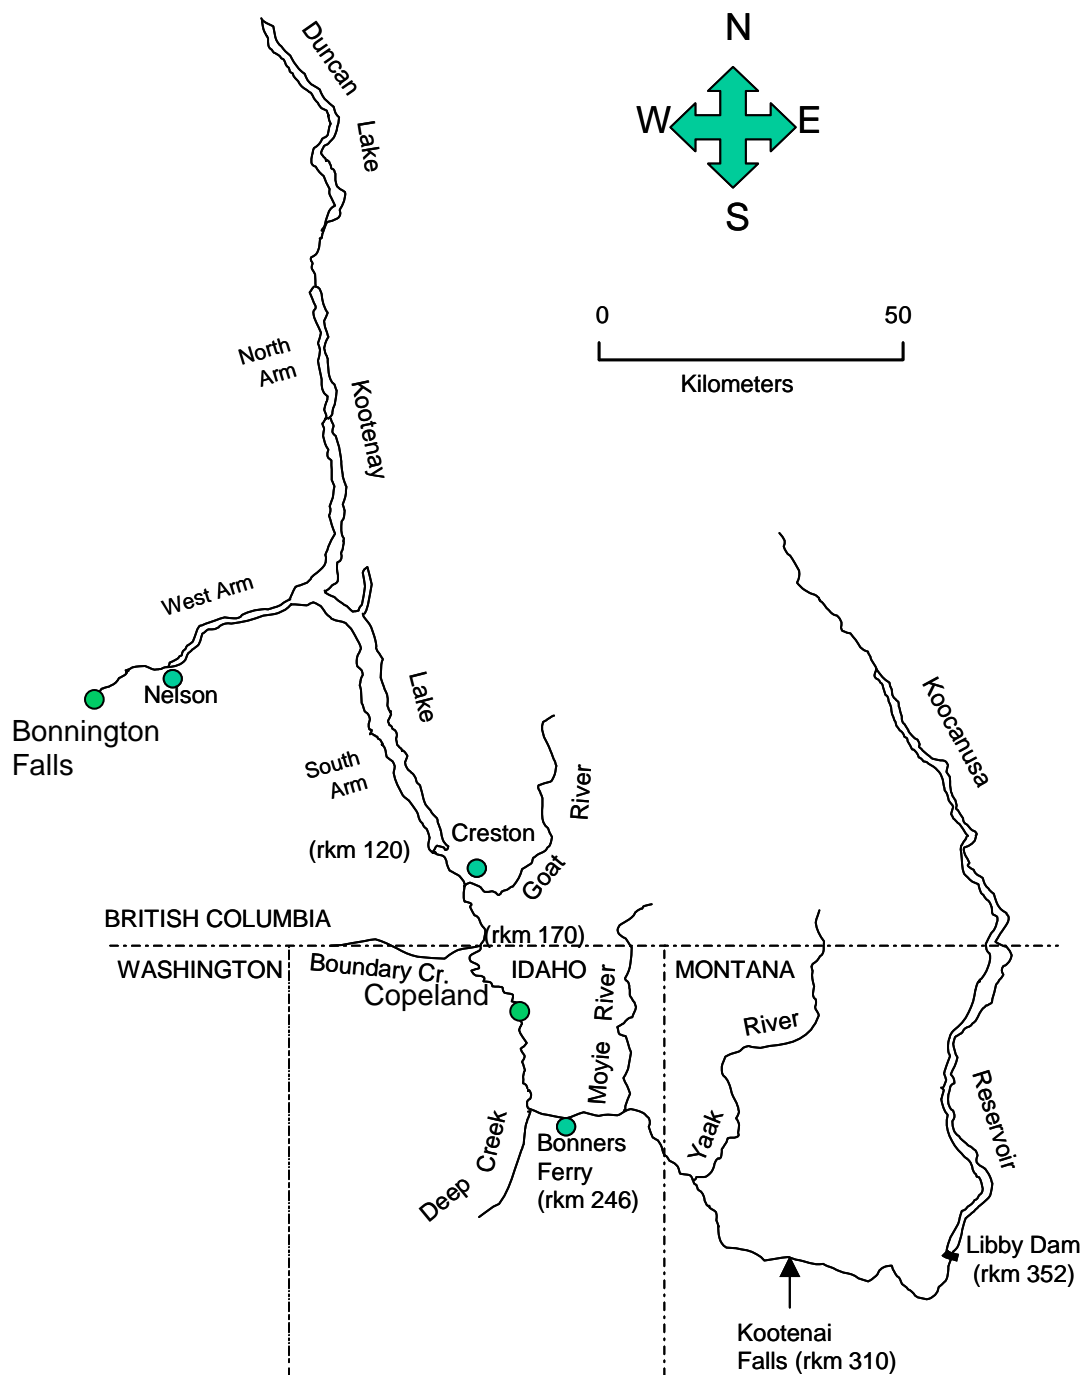 N
W
E
S
0
50
Kilometers
Duncan
Lake
North
Arm
Kootenay
West Arm
Nelson
Bonnington
Falls
Lake
South
Arm
(rkm 120)
Creston
River
Goat
Koocanusa
BRITISH COLUMBIA
(rkm 170)
WASHINGTON
Boundary Cr.
IDAHO
MONTANA
Copeland
River
Moyie
River
Yaak
Reservoir
Creek
Deep
Bonners
Ferry
(rkm 246)
Libby Dam
(rkm 352)
Kootenai
Falls (rkm 310)